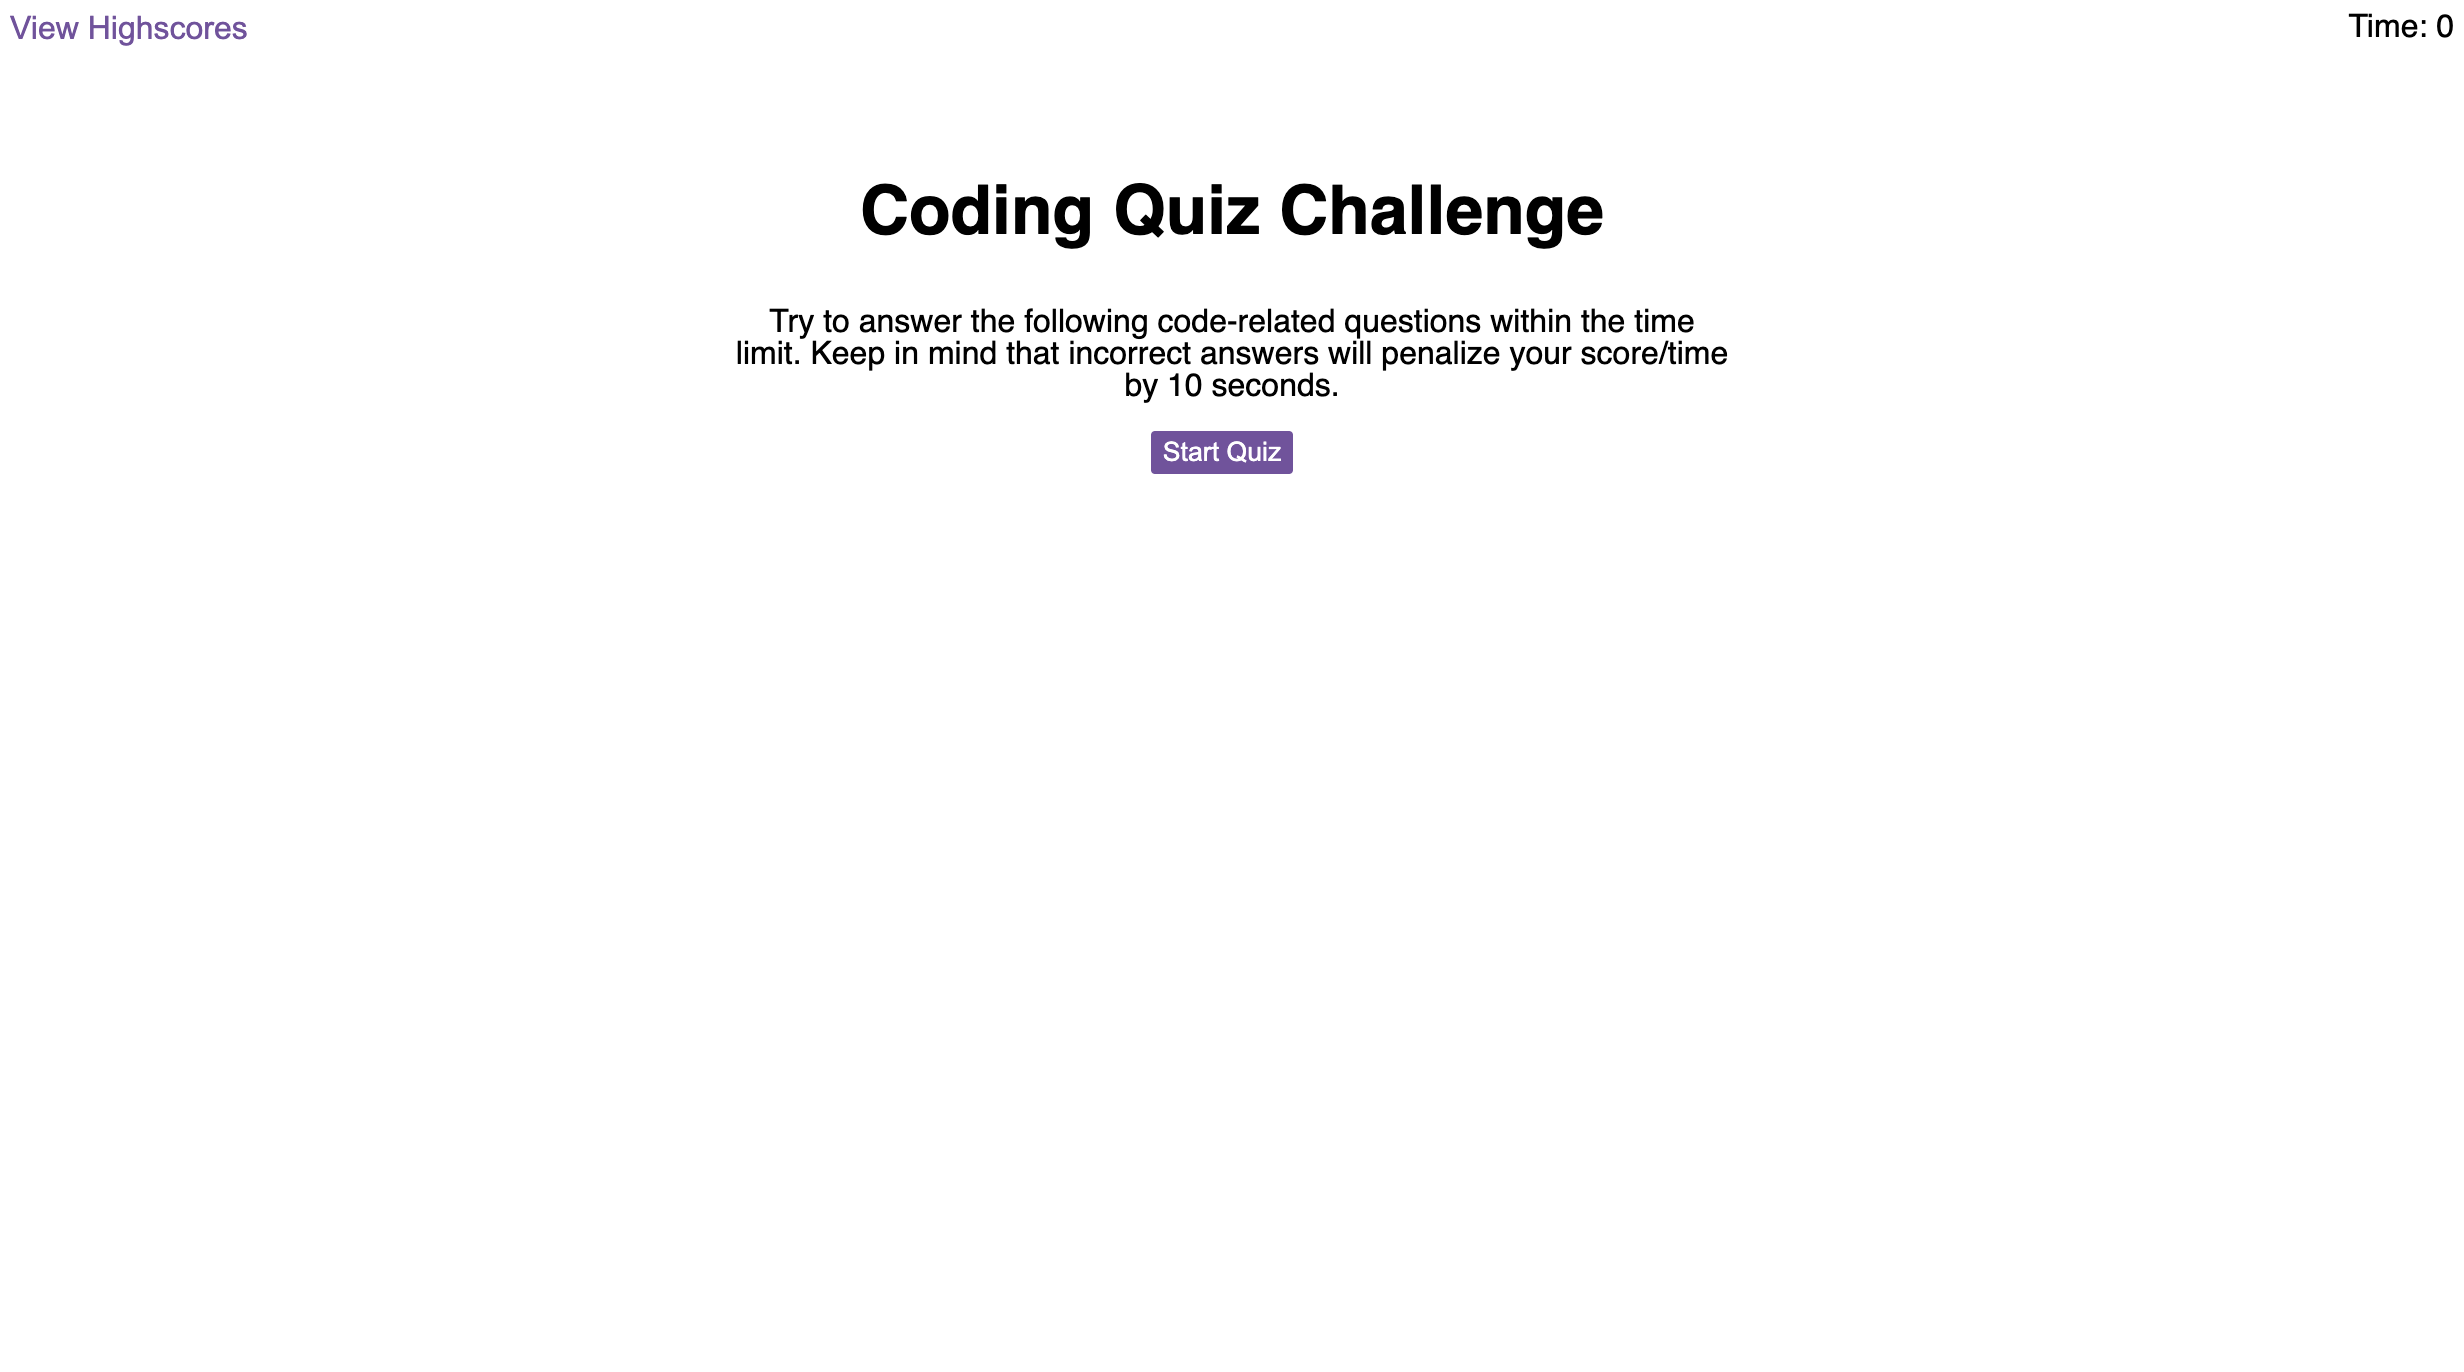 View Highscores
Time: 0
Coding Quiz Challenge
Try to answer the following code-related questions within the time
limit. Keep in mind that incorrect answers will penalize your score/time
by 10 seconds.
Start Quiz